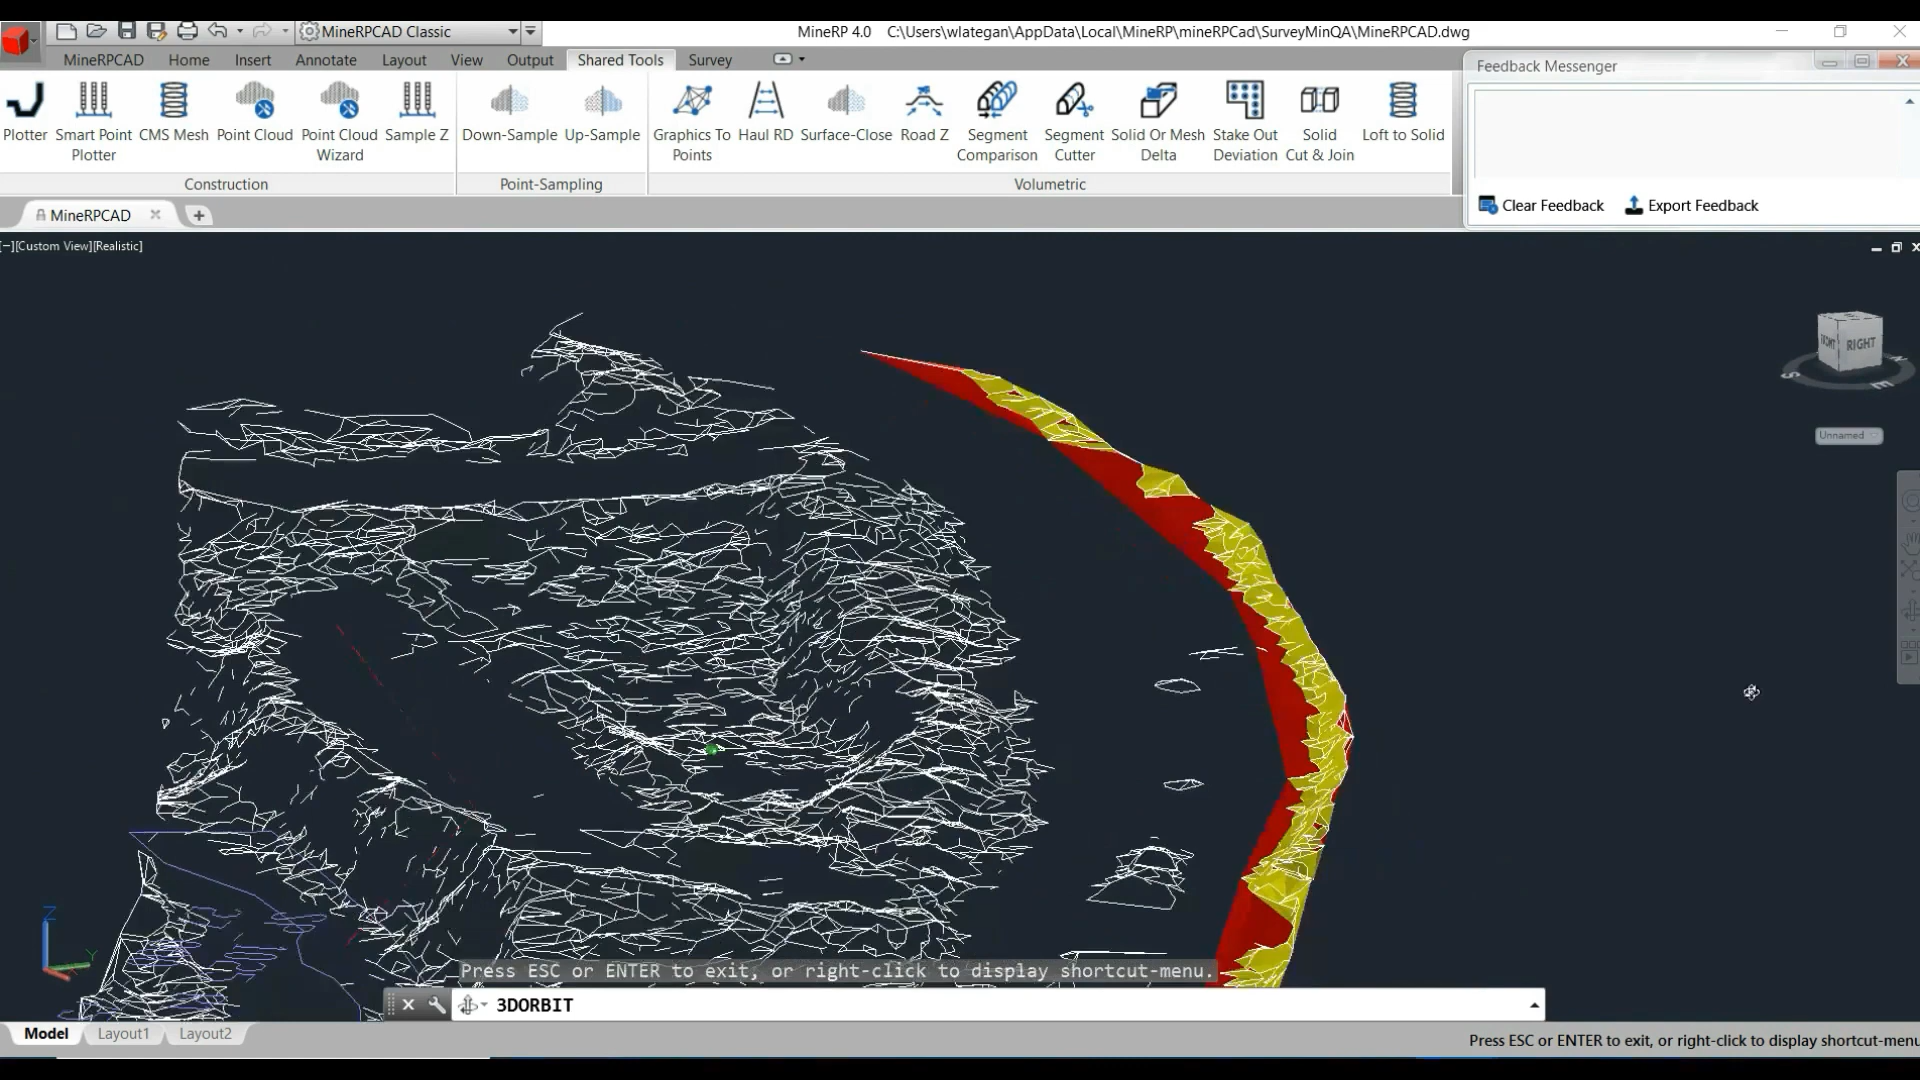 MineRPCAD Classic
MineRP 4.0 C:\Users\wlategan\AppData\Local\MineRP\mineRPCad\SurveyMinQA\MineRPCAD.dwg
MineRPCAD Home Insert Annotate Layout View Output Shared Tools Survey
Feedback Messenger
Plotter
Smart Point Plotter
CMS Mesh
Point Cloud
Point Cloud Wizard
Sample Z
Down-Sample
Up-Sample
Graphics To Points
Haul RD
Surface-Close
Road Z
Segment Comparison
Segment Cutter
Solid Or Mesh Delta
Stake Out Deviation
Solid Cut & Join
Loft to Solid
Construction Point-Sampling Volumetric
Clear Feedback Export Feedback
MineRPCAD
[−][Custom View][Realistic]
FRONT RIGHT
S E N
Unnamed
Z
Y
Press ESC or ENTER to exit, or right-click to display shortcut-menu.
3DORBIT
Model Layout1 Layout2
Press ESC or ENTER to exit, or right-click to display shortcut-menu